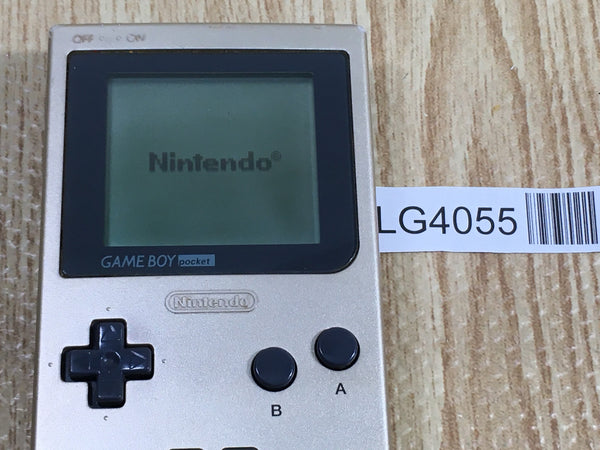 OFF ON
Nintendo®
LG4055
GAME BOY pocket
Nintendo
A
B